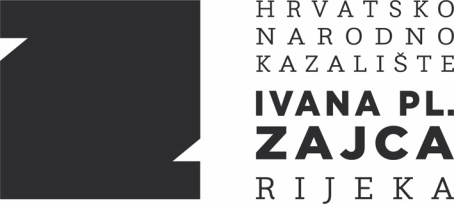 HRVATSKO
NARODNO
KAZALIŠTE
IVANA PL.
ZAJCA
RIJEKA